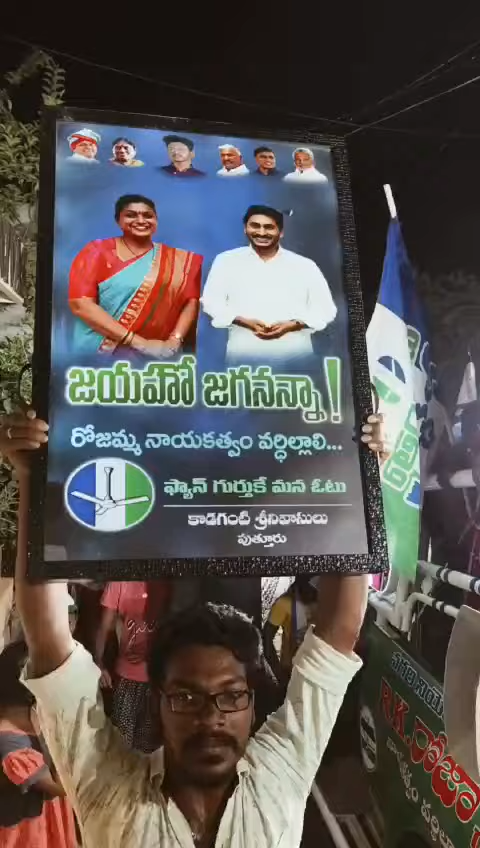 జయహో జగనన్నా!
రోజమ్మ నాయకత్వం వర్ధిల్లాలి...
ఫ్యాన్ గుర్తుకే మన ఓటు
కాడగంటి శ్రీనివాసులు
పుత్తూరు
R.K. రోజా